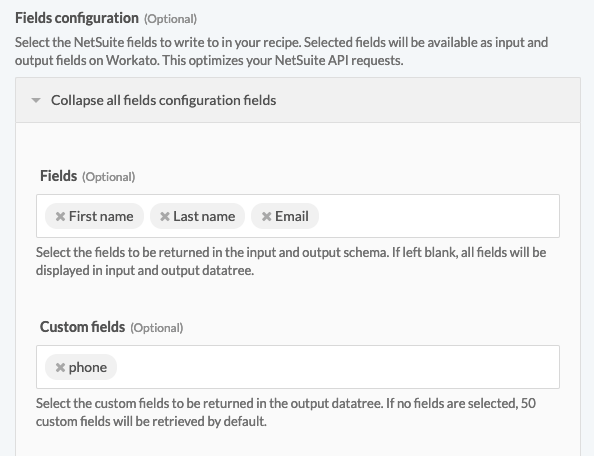 Fields configuration (Optional)
Select the NetSuite fields to write to in your recipe. Selected fields will be available as input and
output fields on Workato. This optimizes your NetSuite API requests.
Collapse all fields configuration fields
Fields (Optional)
First name Last name Email
Select the fields to be returned in the input and output schema. If left blank, all fields will be
displayed in input and output datatree.
Custom fields (Optional)
phone
Select the custom fields to be returned in the output datatree. If no fields are selected, 50
custom fields will be retrieved by default.